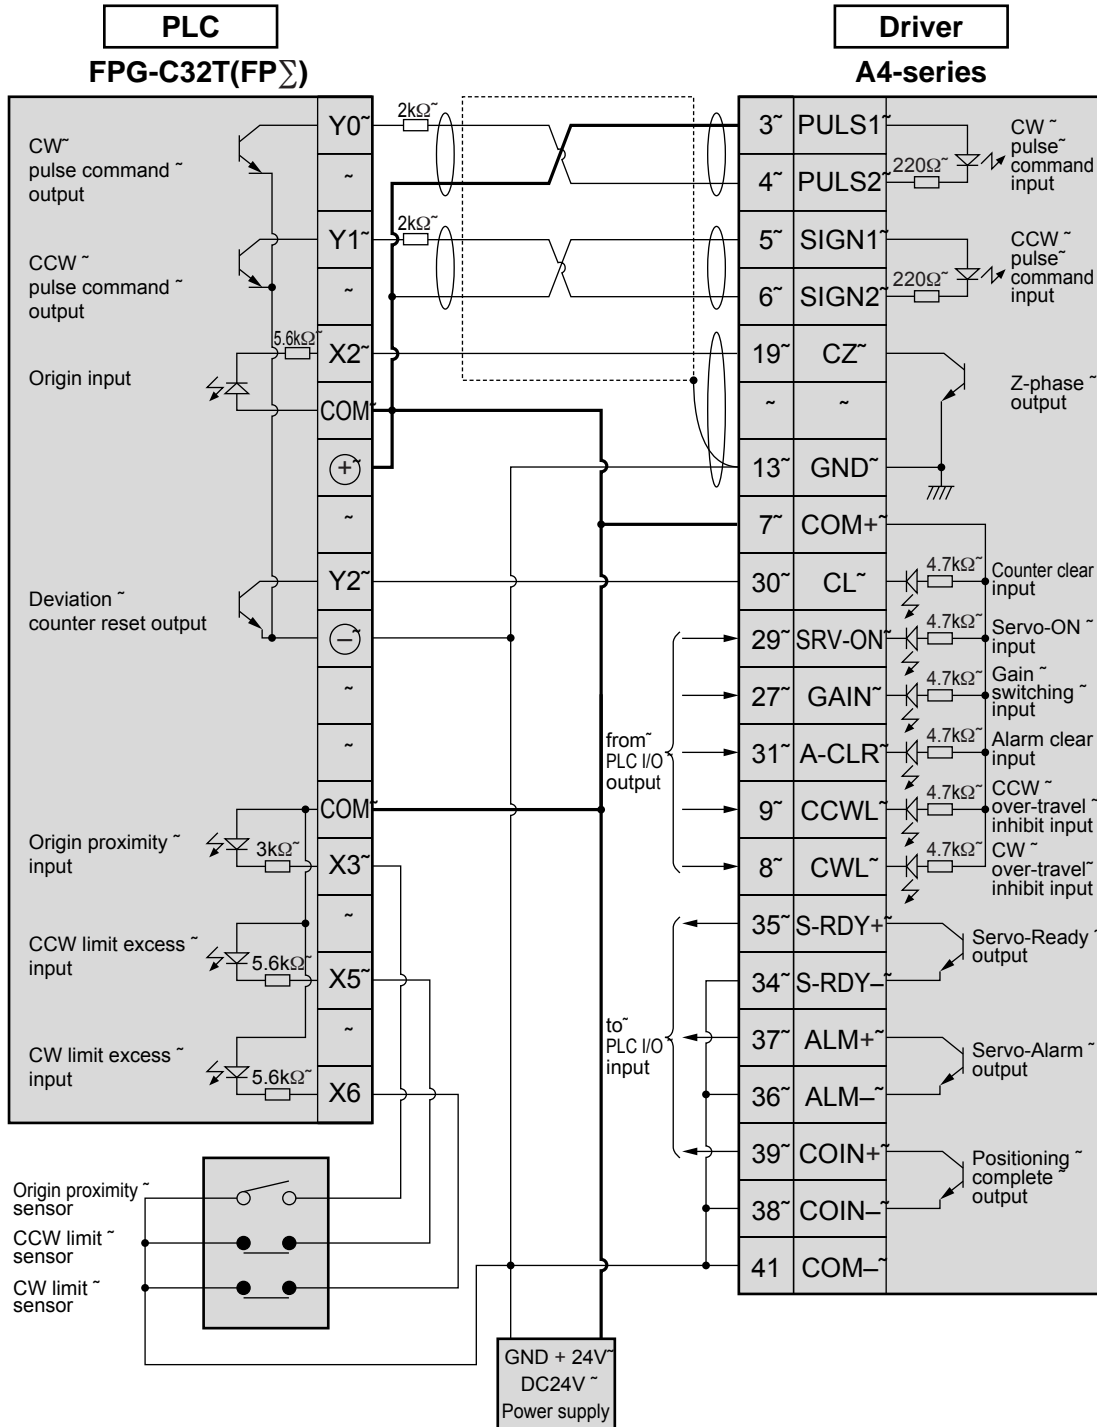 PLC
FPG-C32T(FP∑)
Driver
A4-series
CW~
pulse command ~
output
CCW ~
pulse command ~
output
Origin input
Deviation ~
counter reset output
Origin proximity ~
input
CCW limit excess ~
input
CW limit excess ~
input
5.6kΩ~
3kΩ~
5.6kΩ~
5.6kΩ~
Y0~
~
Y1~
~
X2~
COM~
+~
~
Y2~
–~
~
~
COM~
X3~
~
X5~
~
X6
2kΩ~
2kΩ~
from~
PLC I/O
output
to~
PLC I/O
input
3~ PULS1~
4~ PULS2~
5~ SIGN1~
6~ SIGN2~
19~ CZ~
~ ~
13~ GND~
7~ COM+~
30~ CL~
29~ SRV-ON~
27~ GAIN~
31~ A-CLR~
9~ CCWL~
8~ CWL~
35~ S-RDY+~
34~ S-RDY–~
37~ ALM+~
36~ ALM–~
39~ COIN+~
38~ COIN–~
41 COM–~
220Ω~
CW ~
pulse~
command
input
220Ω~
CCW ~
pulse~
command
input
Z-phase ~
output
4.7kΩ~
Counter clear
input
4.7kΩ~
Servo-ON ~
input
4.7kΩ~
Gain ~
switching ~
input
4.7kΩ~
Alarm clear
input
4.7kΩ~
CCW ~
over-travel ~
inhibit input
4.7kΩ~
CW ~
over-travel~
inhibit input
Servo-Ready ~
output
Servo-Alarm ~
output
Positioning ~
complete ~
output
Origin proximity ~
sensor
CCW limit ~
sensor
CW limit ~
sensor
GND + 24V~
DC24V ~
Power supply